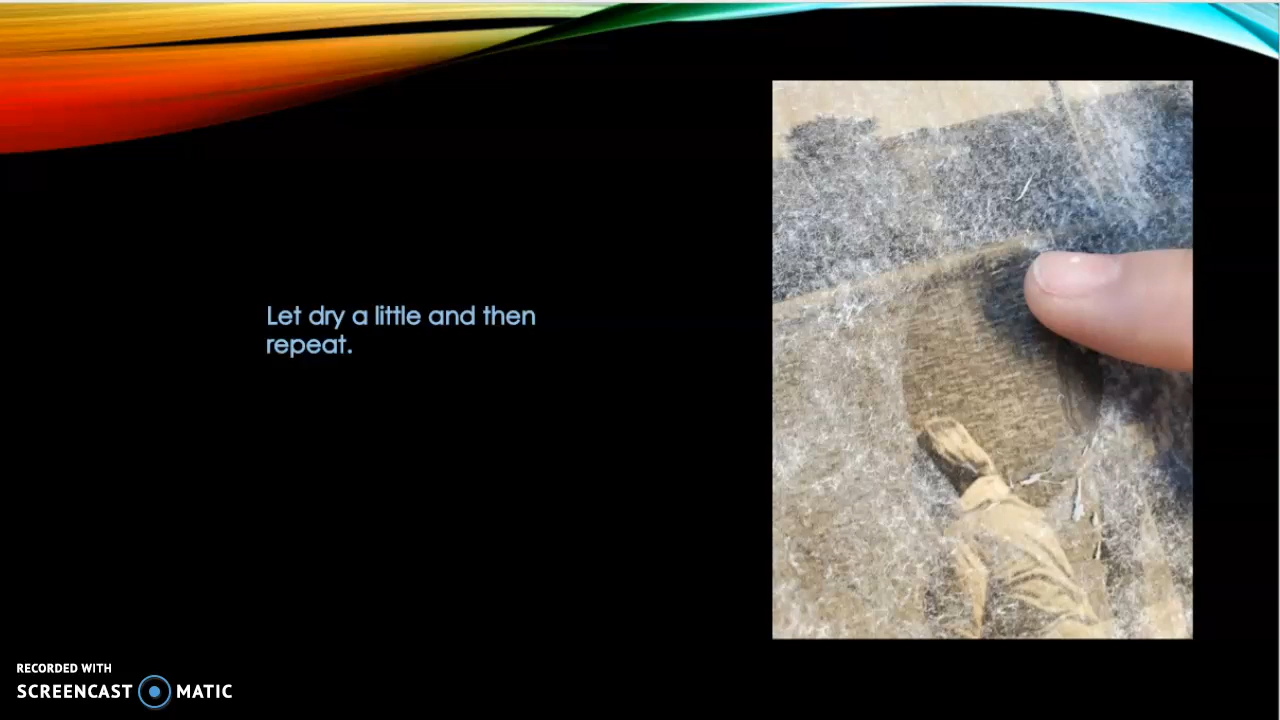 Let dry a little and then
repeat.
RECORDED WITH
SCREENCAST MATIC